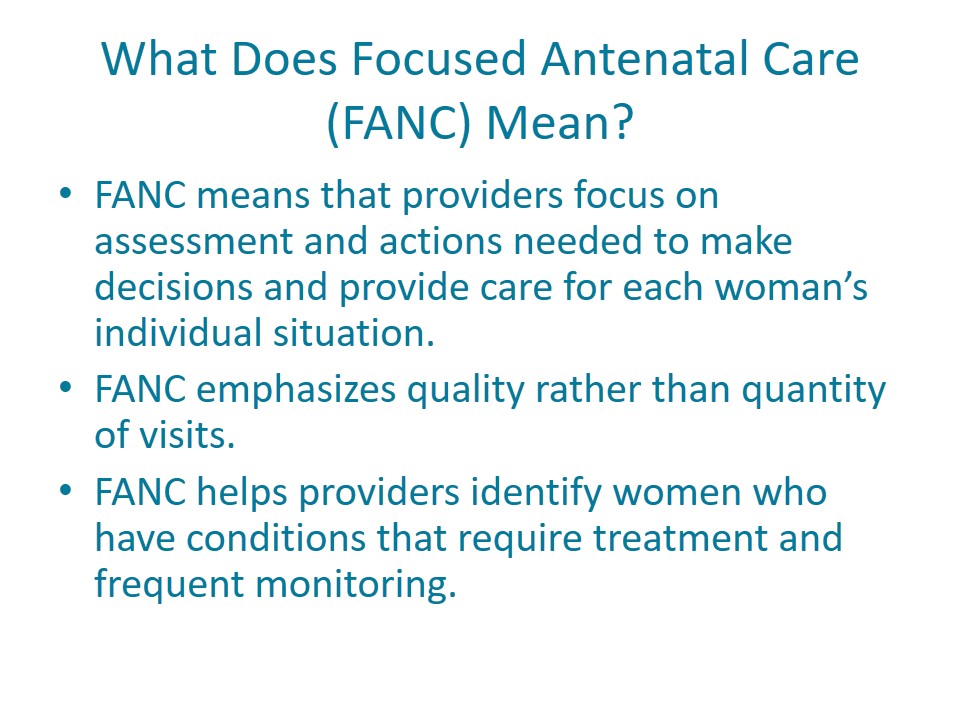 What Does Focused Antenatal Care
(FANC) Mean?
• FANC means that providers focus on
assessment and actions needed to make
decisions and provide care for each woman’s
individual situation.
• FANC emphasizes quality rather than quantity
of visits.
• FANC helps providers identify women who
have conditions that require treatment and
frequent monitoring.